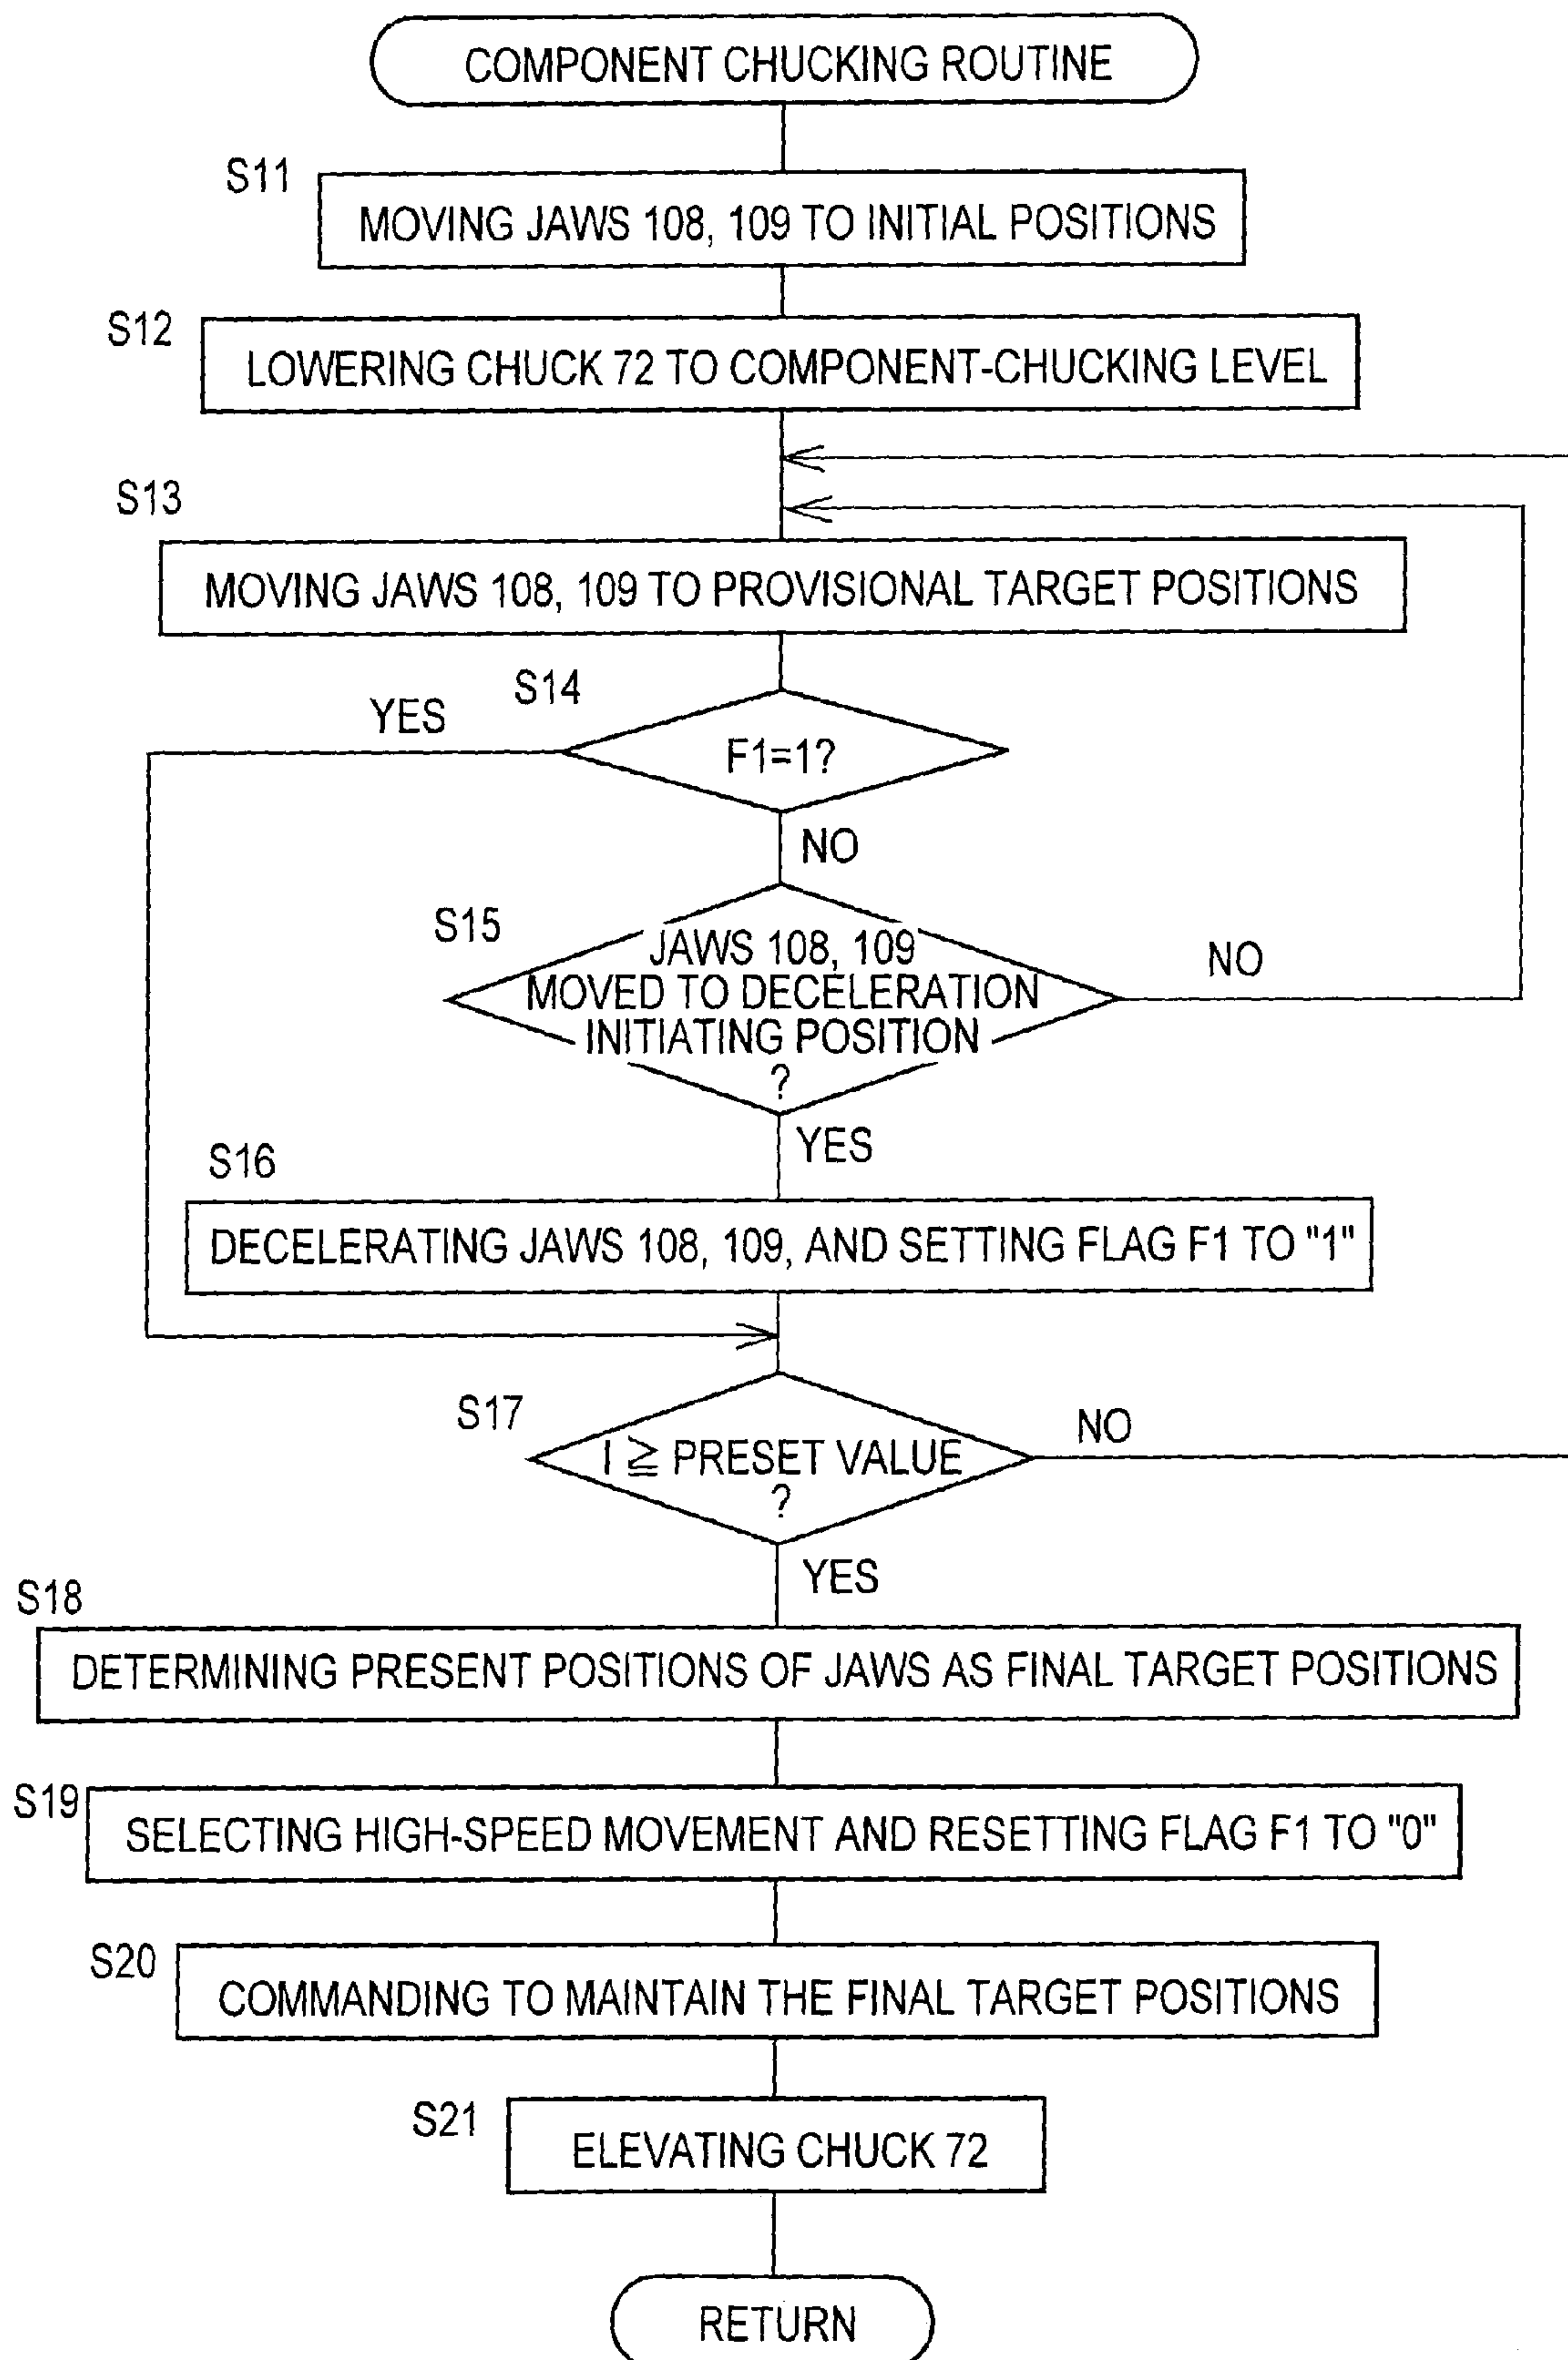 COMPONENT CHUCKING ROUTINE
S11
MOVING JAWS 108, 109 TO INITIAL POSITIONS
S12
LOWERING CHUCK 72 TO COMPONENT-CHUCKING LEVEL
S13
MOVING JAWS 108, 109 TO PROVISIONAL TARGET POSITIONS
S14
YES
F1=1?
NO
S15
JAWS 108, 109
MOVED TO DECELERATION
INITIATING POSITION
?
NO
YES
S16
DECELERATING JAWS 108, 109, AND SETTING FLAG F1 TO "1"
S17
I ≧ PRESET VALUE
?
NO
YES
S18
DETERMINING PRESENT POSITIONS OF JAWS AS FINAL TARGET POSITIONS
S19
SELECTING HIGH-SPEED MOVEMENT AND RESETTING FLAG F1 TO "0"
S20
COMMANDING TO MAINTAIN THE FINAL TARGET POSITIONS
S21
ELEVATING CHUCK 72
RETURN